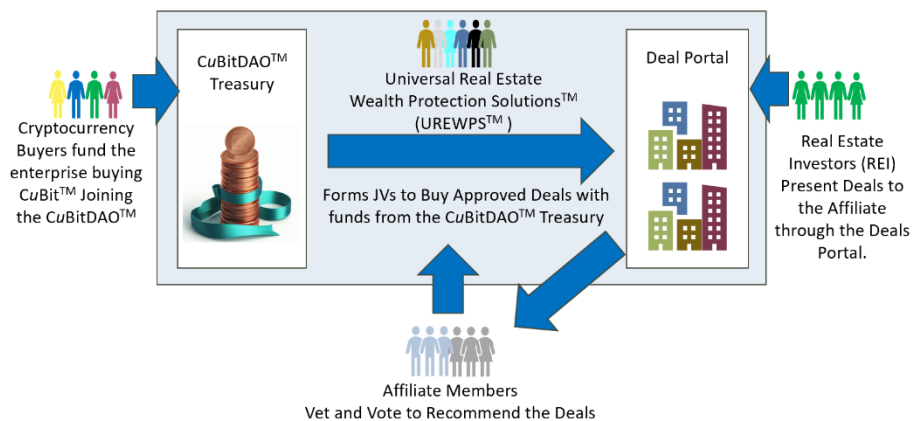 CuBitDAO™
Treasury
Universal Real Estate
Wealth Protection Solutions™
(UREWPS™ )
Deal Portal
Cryptocurrency
Buyers fund the
enterprise buying
CuBit™ Joining
the CuBitDAO™
Forms JVs to Buy Approved Deals with
funds from the CuBitDAO™ Treasury
Real Estate
Investors (REI)
Present Deals to
the Affiliate
through the Deals
Portal.
Affiliate Members
Vet and Vote to Recommend the Deals